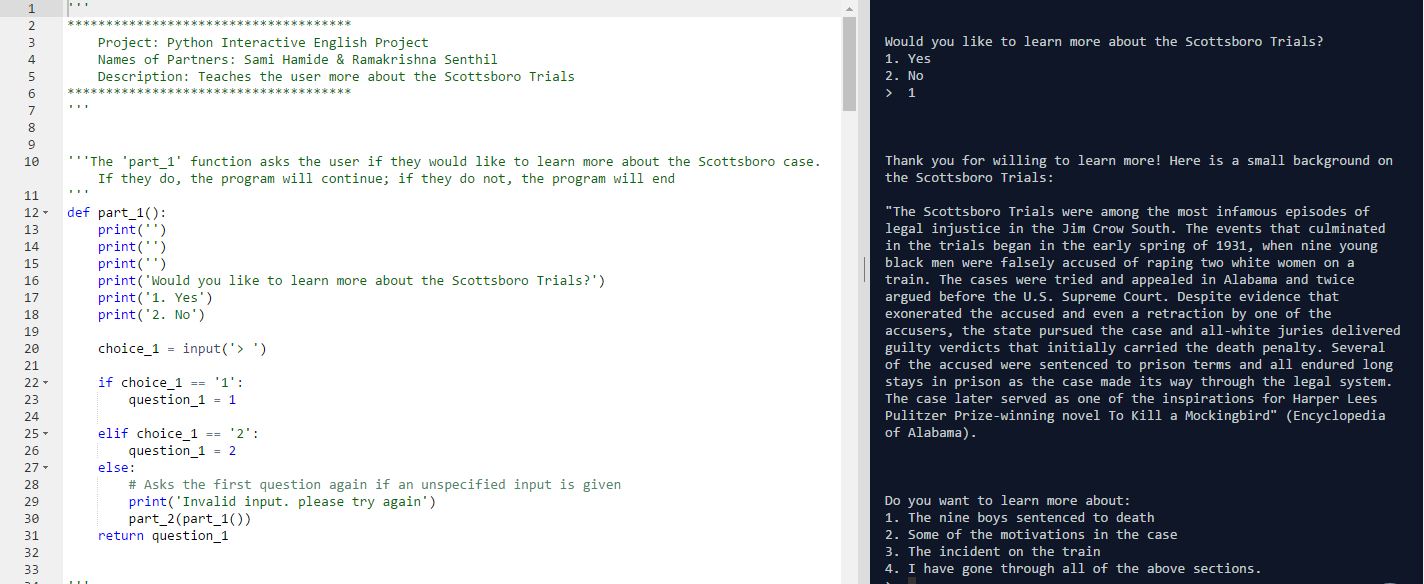 1 '''
2 *************************************
3 Project: Python Interactive English Project
4 Names of Partners: Sami Hamide & Ramakrishna Senthil
5 Description: Teaches the user more about the Scottsboro Trials
6 *************************************
7 '''
8
9
10 '''The 'part_1' function asks the user if they would like to learn more about the Scottsboro case.
If they do, the program will continue; if they do not, the program will end
11 '''
12 def part_1():
13 print('')
14 print('')
15 print('')
16 print('Would you like to learn more about the Scottsboro Trials?')
17 print('1. Yes')
18 print('2. No')
19
20 choice_1 = input('> ')
21
22 if choice_1 == '1':
23 question_1 = 1
24
25 elif choice_1 == '2':
26 question_1 = 2
27 else:
28 # Asks the first question again if an unspecified input is given
29 print('Invalid input. please try again')
30 part_2(part_1())
31 return question_1
32
33
34 '''
Would you like to learn more about the Scottsboro Trials?
1. Yes
2. No
> 1
Thank you for willing to learn more! Here is a small background on
the Scottsboro Trials:
"The Scottsboro Trials were among the most infamous episodes of
legal injustice in the Jim Crow South. The events that culminated
in the trials began in the early spring of 1931, when nine young
black men were falsely accused of raping two white women on a
train. The cases were tried and appealed in Alabama and twice
argued before the U.S. Supreme Court. Despite evidence that
exonerated the accused and even a retraction by one of the
accusers, the state pursued the case and all-white juries delivered
guilty verdicts that initially carried the death penalty. Several
of the accused were sentenced to prison terms and all endured long
stays in prison as the case made its way through the legal system.
The case later served as one of the inspirations for Harper Lees
Pulitzer Prize-winning novel To Kill a Mockingbird" (Encyclopedia
of Alabama).
Do you want to learn more about:
1. The nine boys sentenced to death
2. Some of the motivations in the case
3. The incident on the train
4. I have gone through all of the above sections.
>